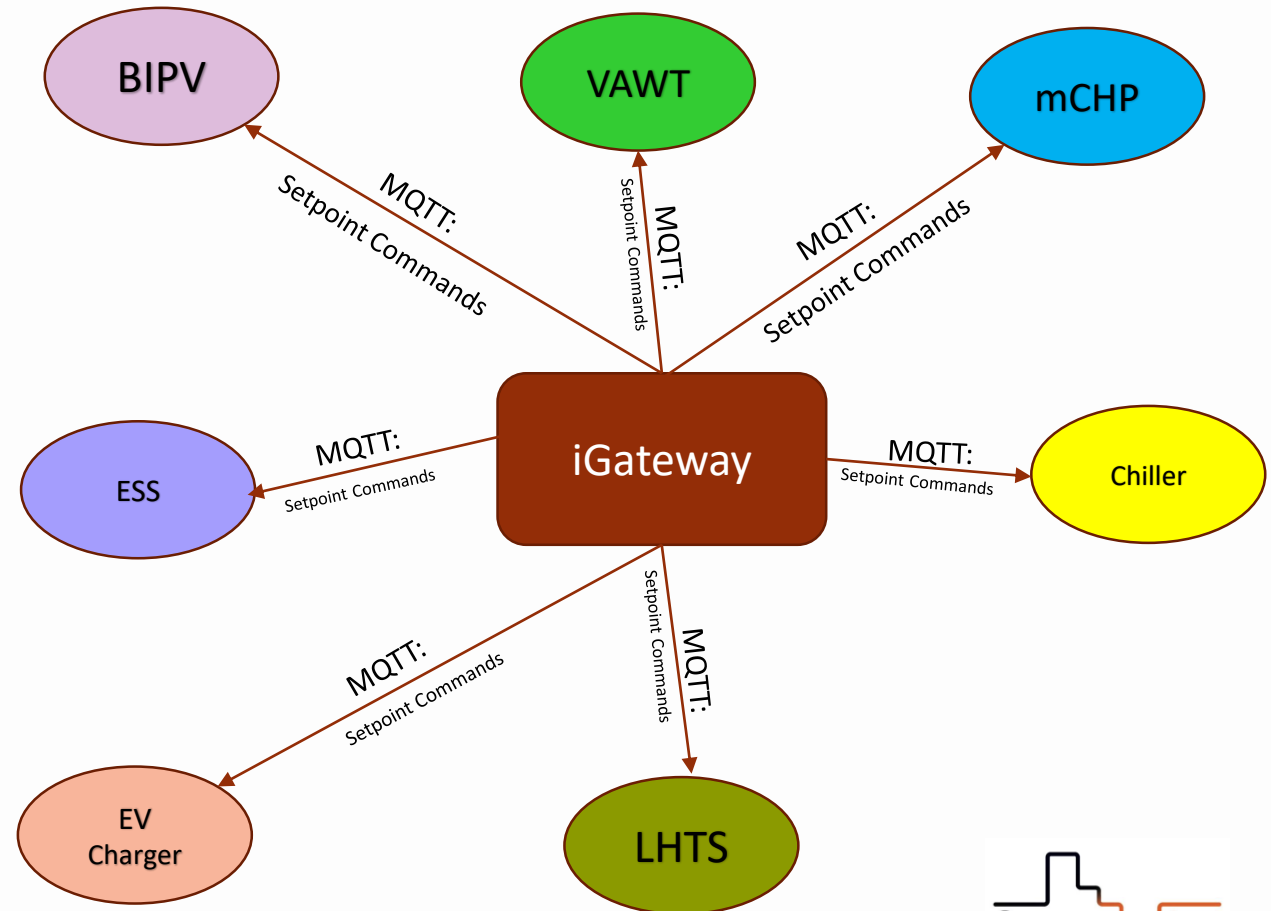 BIPV
VAWT
mCHP
MQTT:
Setpoint Commands
MQTT:
Setpoint Commands
MQTT:
Setpoint Commands
iGateway
ESS
MQTT:
Setpoint Commands
MQTT:
Setpoint Commands
Chiller
MQTT:
Setpoint Commands
MQTT:
Setpoint Commands
EV
Charger
LHTS